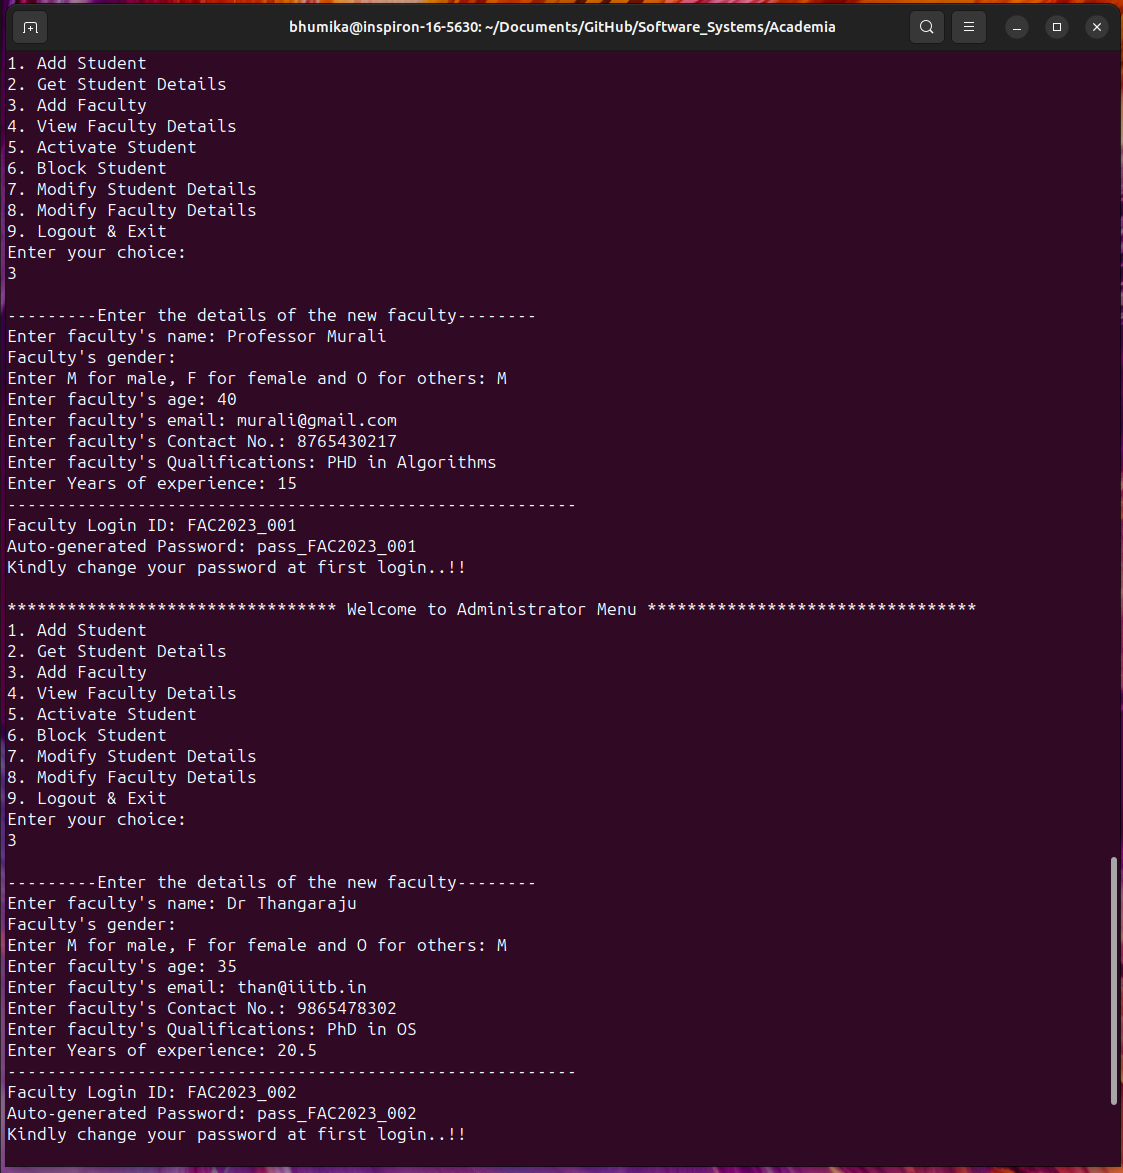 bhumika@inspiron-16-5630: ~/Documents/GitHub/Software_Systems/Academia
1. Add Student
2. Get Student Details
3. Add Faculty
4. View Faculty Details
5. Activate Student
6. Block Student
7. Modify Student Details
8. Modify Faculty Details
9. Logout & Exit
Enter your choice:
3
---------Enter the details of the new faculty--------
Enter faculty's name: Professor Murali
Faculty's gender:
Enter M for male, F for female and O for others: M
Enter faculty's age: 40
Enter faculty's email: murali@gmail.com
Enter faculty's Contact No.: 8765430217
Enter faculty's Qualifications: PHD in Algorithms
Enter Years of experience: 15
---------------------------------------------------------
Faculty Login ID: FAC2023_001
Auto-generated Password: pass_FAC2023_001
Kindly change your password at first login..!!
********************************* Welcome to Administrator Menu *********************************
1. Add Student
2. Get Student Details
3. Add Faculty
4. View Faculty Details
5. Activate Student
6. Block Student
7. Modify Student Details
8. Modify Faculty Details
9. Logout & Exit
Enter your choice:
3
---------Enter the details of the new faculty--------
Enter faculty's name: Dr Thangaraju
Faculty's gender:
Enter M for male, F for female and O for others: M
Enter faculty's age: 35
Enter faculty's email: than@iiitb.in
Enter faculty's Contact No.: 9865478302
Enter faculty's Qualifications: PhD in OS
Enter Years of experience: 20.5
---------------------------------------------------------
Faculty Login ID: FAC2023_002
Auto-generated Password: pass_FAC2023_002
Kindly change your password at first login..!!